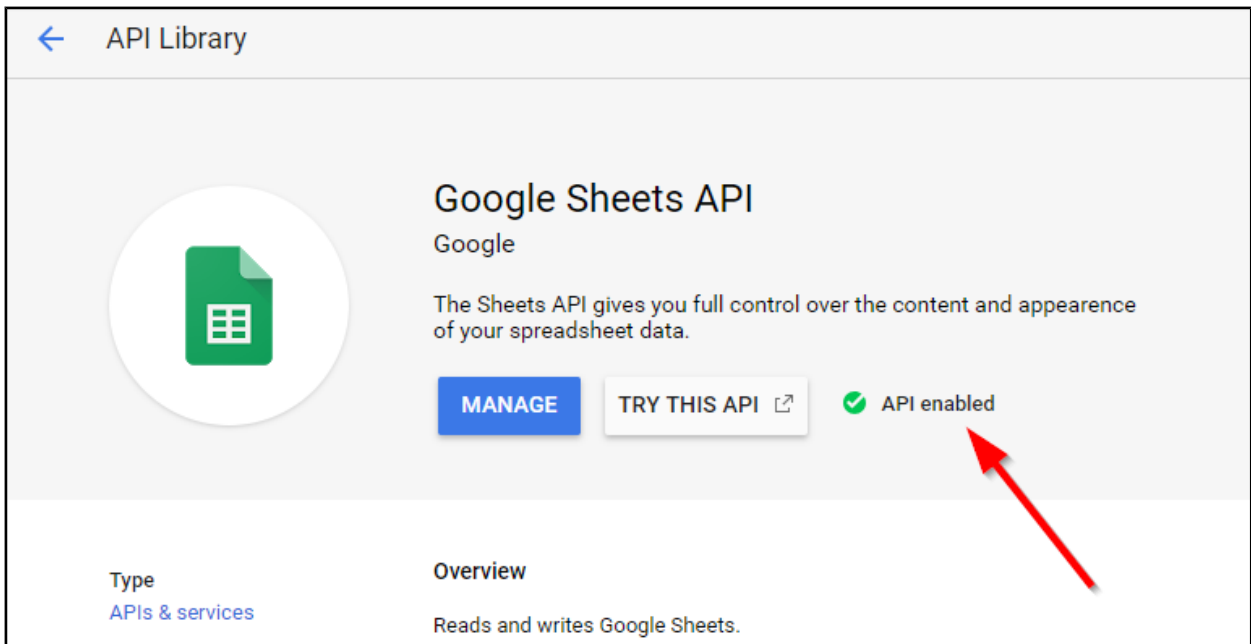 API Library
Google Sheets API
Google
The Sheets API gives you full control over the content and appearence
of your spreadsheet data.
MANAGE
TRY THIS API
API enabled
Type
APIs & services
Overview
Reads and writes Google Sheets.